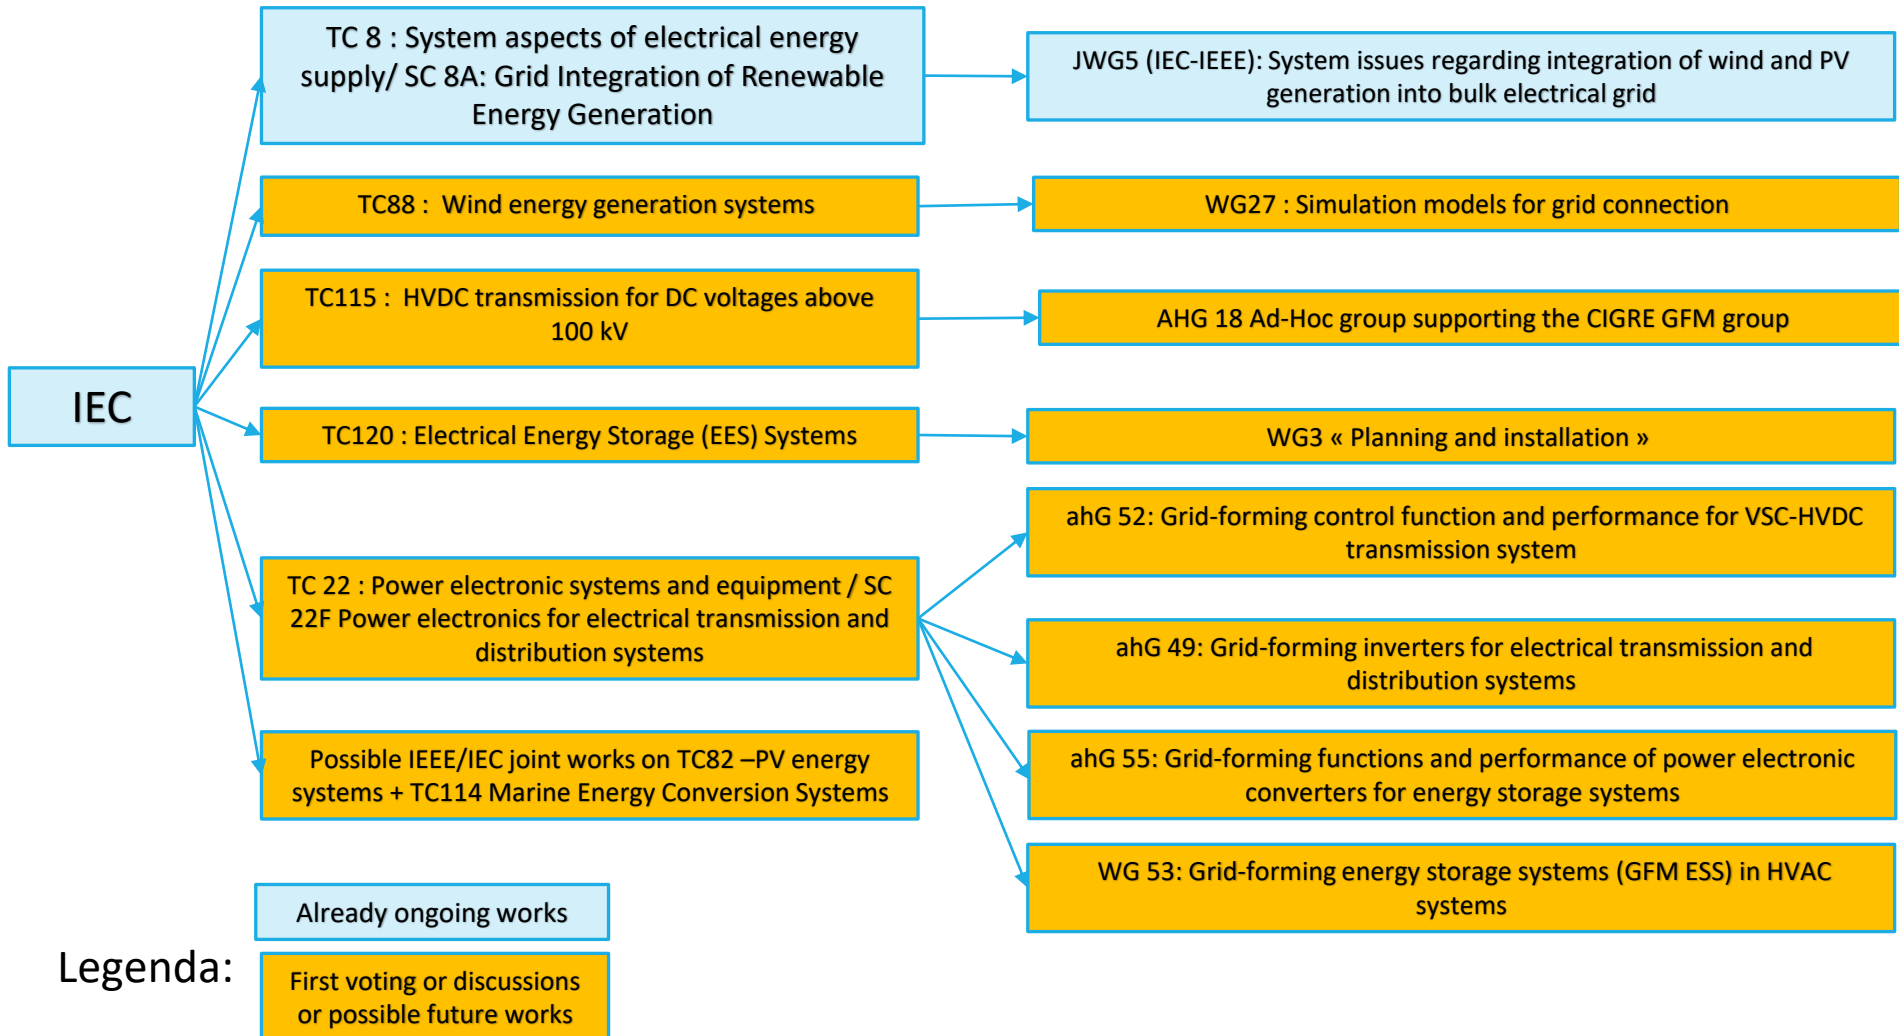 TC 8 : System aspects of electrical energy
supply/ SC 8A: Grid Integration of Renewable
Energy Generation
JWG5 (IEC-IEEE): System issues regarding integration of wind and PV
generation into bulk electrical grid
TC88 :  Wind energy generation systems
WG27 : Simulation models for grid connection
TC115 :  HVDC transmission for DC voltages above
100 kV
AHG 18 Ad-Hoc group supporting the CIGRE GFM group
IEC
TC120 : Electrical Energy Storage (EES) Systems
WG3 « Planning and installation »
TC 22 : Power electronic systems and equipment / SC
22F Power electronics for electrical transmission and
distribution systems
ahG 52: Grid-forming control function and performance for VSC-HVDC
transmission system
ahG 49: Grid-forming inverters for electrical transmission and
distribution systems
ahG 55: Grid-forming functions and performance of power electronic
converters for energy storage systems
WG 53: Grid-forming energy storage systems (GFM ESS) in HVAC
systems
Possible IEEE/IEC joint works on TC82 –PV energy
systems + TC114 Marine Energy Conversion Systems
Legenda:
Already ongoing works
First voting or discussions
or possible future works